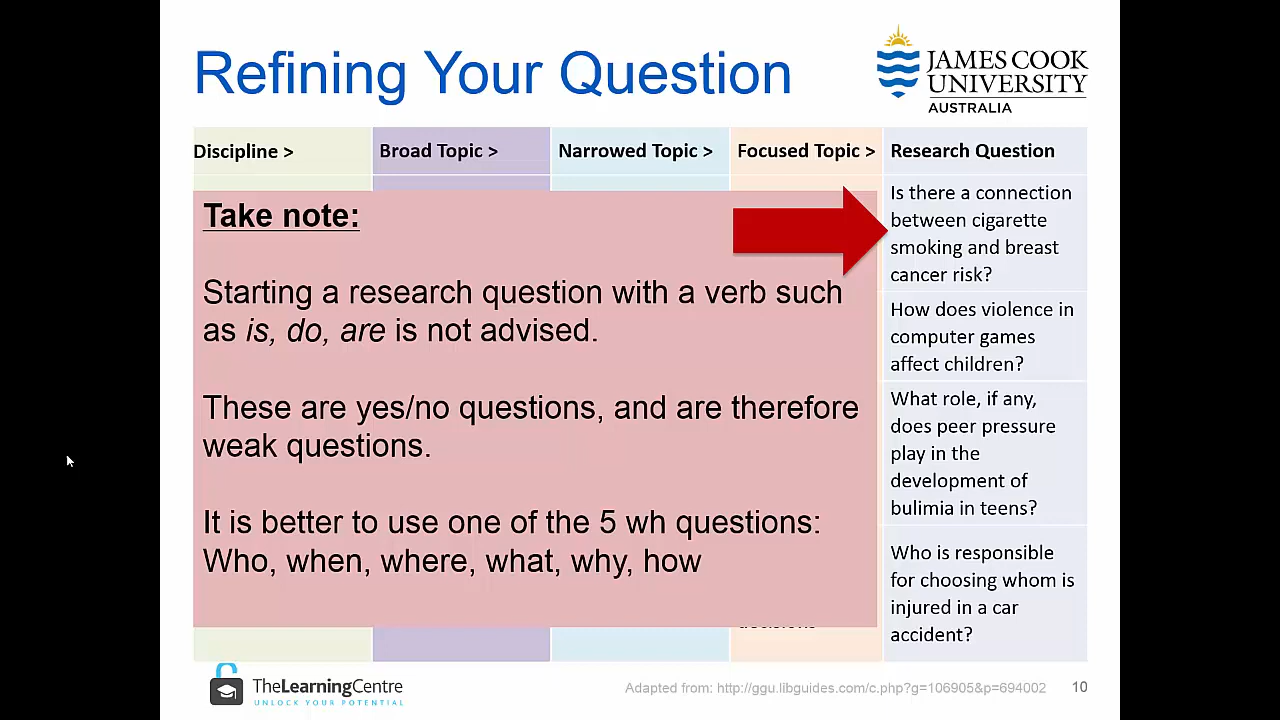 Refining Your Question
JAMES COOK
UNIVERSITY
AUSTRALIA
Discipline >
Broad Topic >
Narrowed Topic >
Focused Topic >
Research Question
Take note:
Starting a research question with a verb such
as is, do, are is not advised.
These are yes/no questions, and are therefore
weak questions.
It is better to use one of the 5 wh questions:
Who, when, where, what, why, how
Is there a connection
between cigarette
smoking and breast
cancer risk?
How does violence in
computer games
affect children?
What role, if any,
does peer pressure
play in the
development of
bulimia in teens?
Who is responsible
for choosing whom is
injured in a car
accident?
TheLearningCentre
UNLOCK YOUR POTENTIAL
Adapted from: http://ggu.libguides.com/c.php?g=106905&p=694002
10